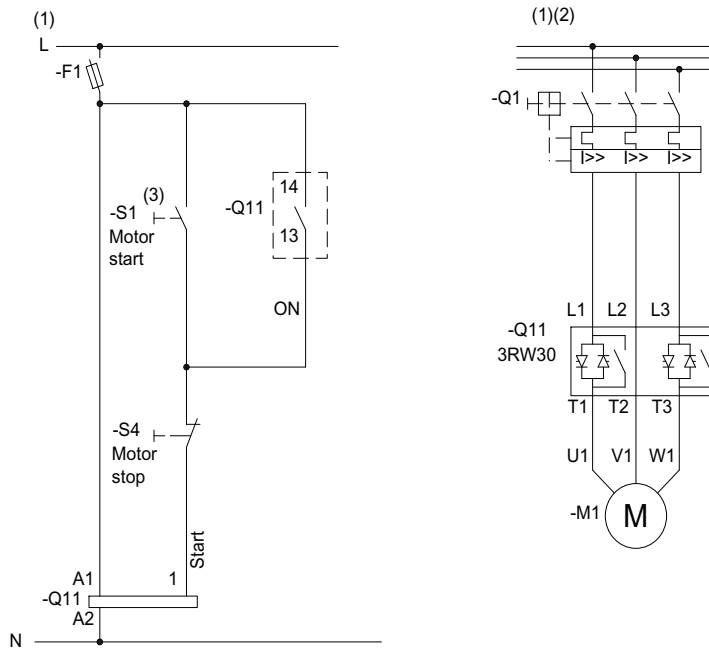 (1)
L
-F1
(3)
-S1
Motor
start
-Q11
14
13
ON
-S4
Motor
stop
Start
A1
1
-Q11
A2
N
(1)(2)
-Q1
I>>
I>>
I>>
L1
L2
L3
-Q11
3RW30
T1
T2
T3
U1
V1
W1
-M1
M